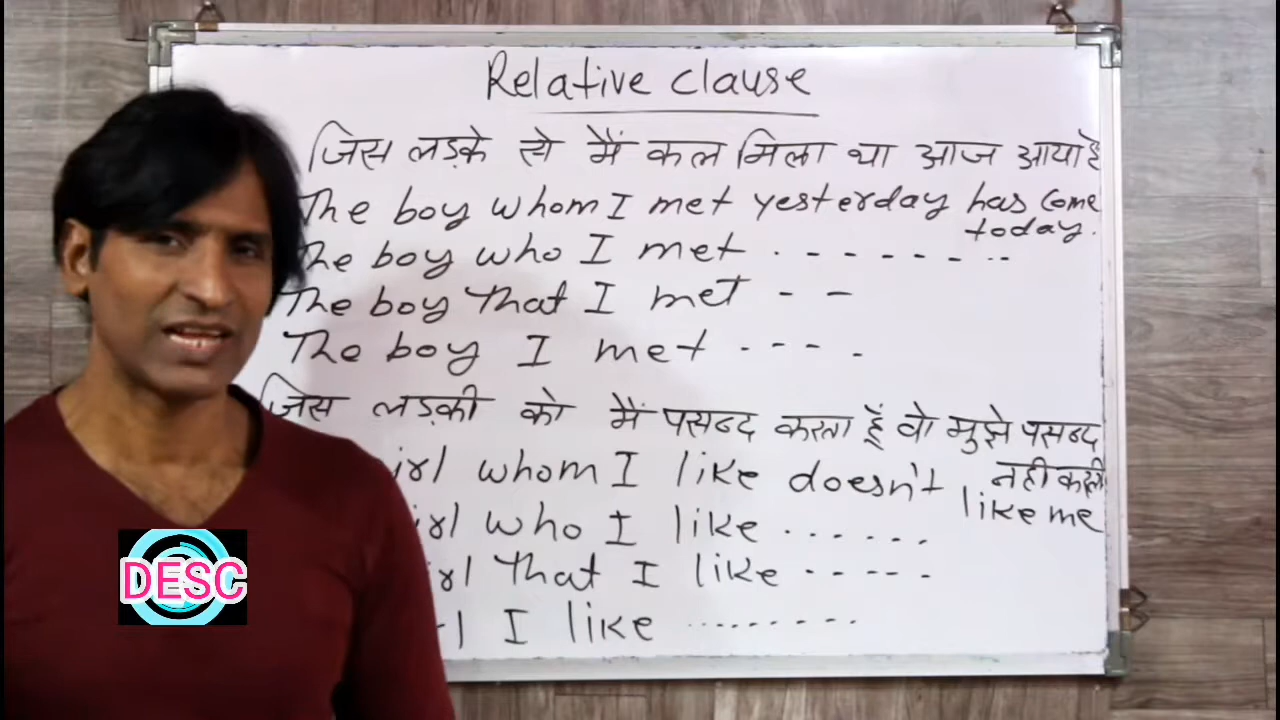 Relative clause
जिस लड़के से मैं कल मिला था आज आया है
The boy whom I met yesterday has come
today.
The boy who I met . - - - - - - - -
The boy That I met - -
The boy I met . - - - .
जिस लड़की को मैं पसन्द करता हूँ वो मुझे पसन्द
नही करती
whom I like doesn't like me
who I like . . . . . .
That I like - - - - -
I like .........
DESC